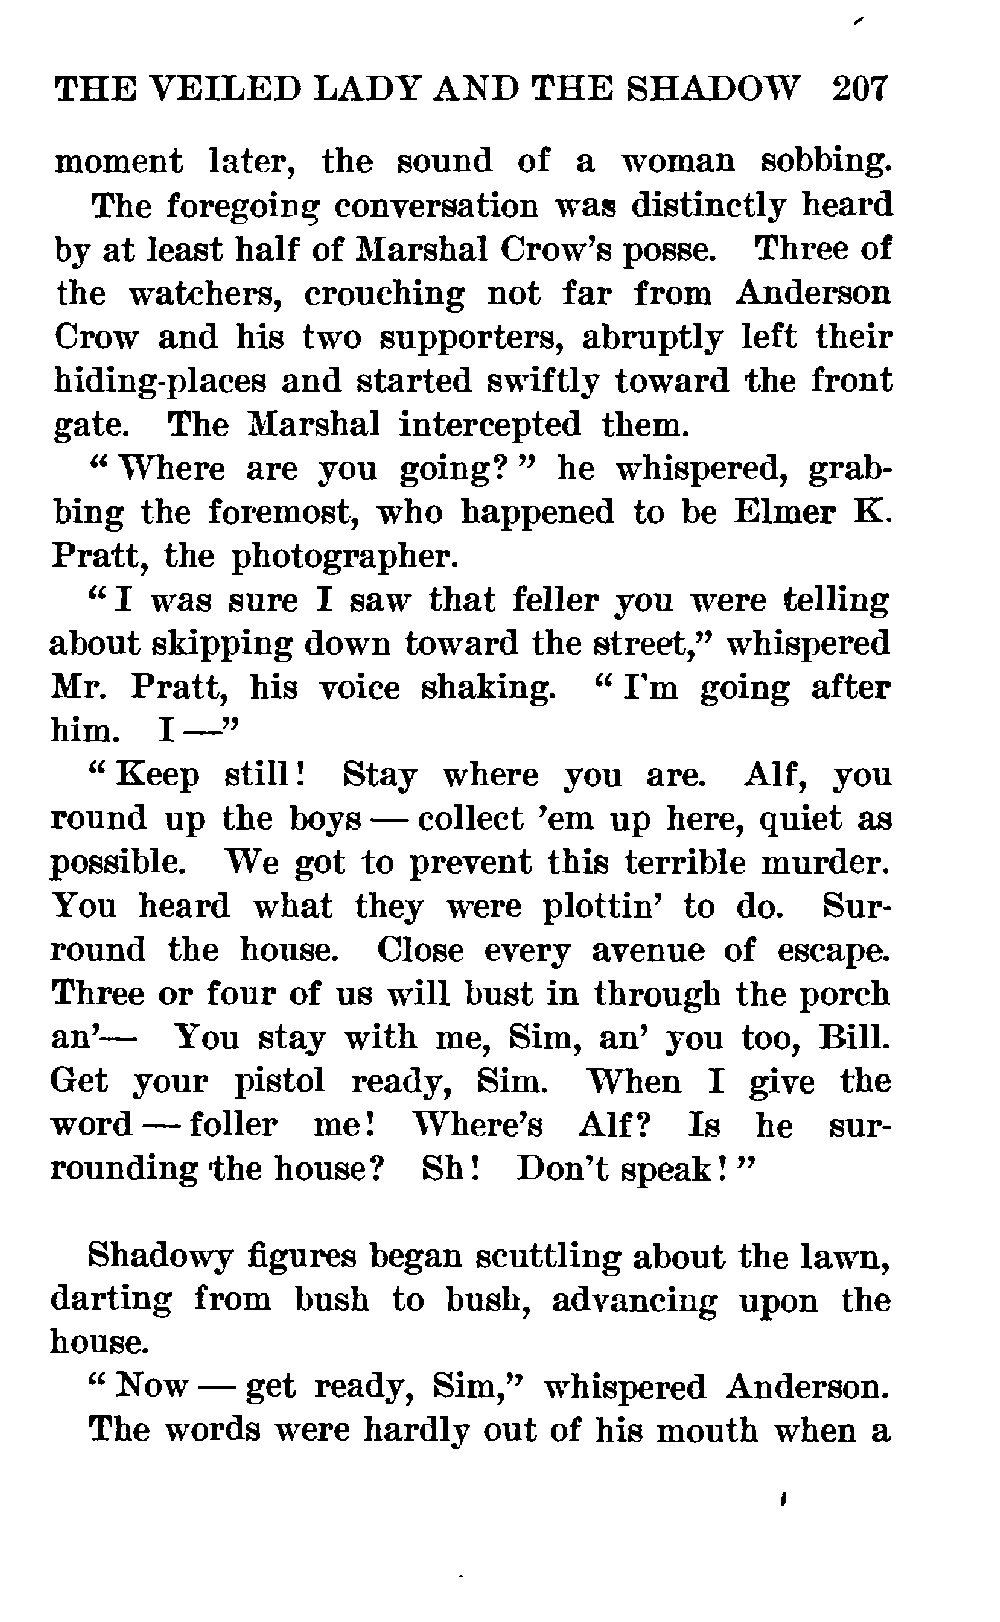 THE VEILED LADY AND THE SHADOW 207
moment later, the sound of a woman sobbing.
The foregoing conversation was distinctly heard
by at least half of Marshal Crow's posse. Three of
the watchers, crouching not far from Anderson
Crow and his two supporters, abruptly left their
hiding-places and started swiftly toward the front
gate. The Marshal intercepted them.
“ Where are you going? ” he whispered, grab-
bing the foremost, who happened to be Elmer K.
Pratt, the photographer.
“ I was sure I saw that feller you were telling
about skipping down toward the street,” whispered
Mr. Pratt, his voice shaking. “ I'm going after
him. I —”
“ Keep still! Stay where you are. Alf, you
round up the boys — collect ’em up here, quiet as
possible. We got to prevent this terrible murder.
You heard what they were plottin’ to do. Sur-
round the house. Close every avenue of escape.
Three or four of us will bust in through the porch
an’— You stay with me, Sim, an’ you too, Bill.
Get your pistol ready, Sim. When I give the
word — foller me! Where's Alf? Is he sur-
rounding the house? Sh! Don't speak! ”
Shadowy figures began scuttling about the lawn,
darting from bush to bush, advancing upon the
house.
“ Now — get ready, Sim,” whispered Anderson.
The words were hardly out of his mouth when a